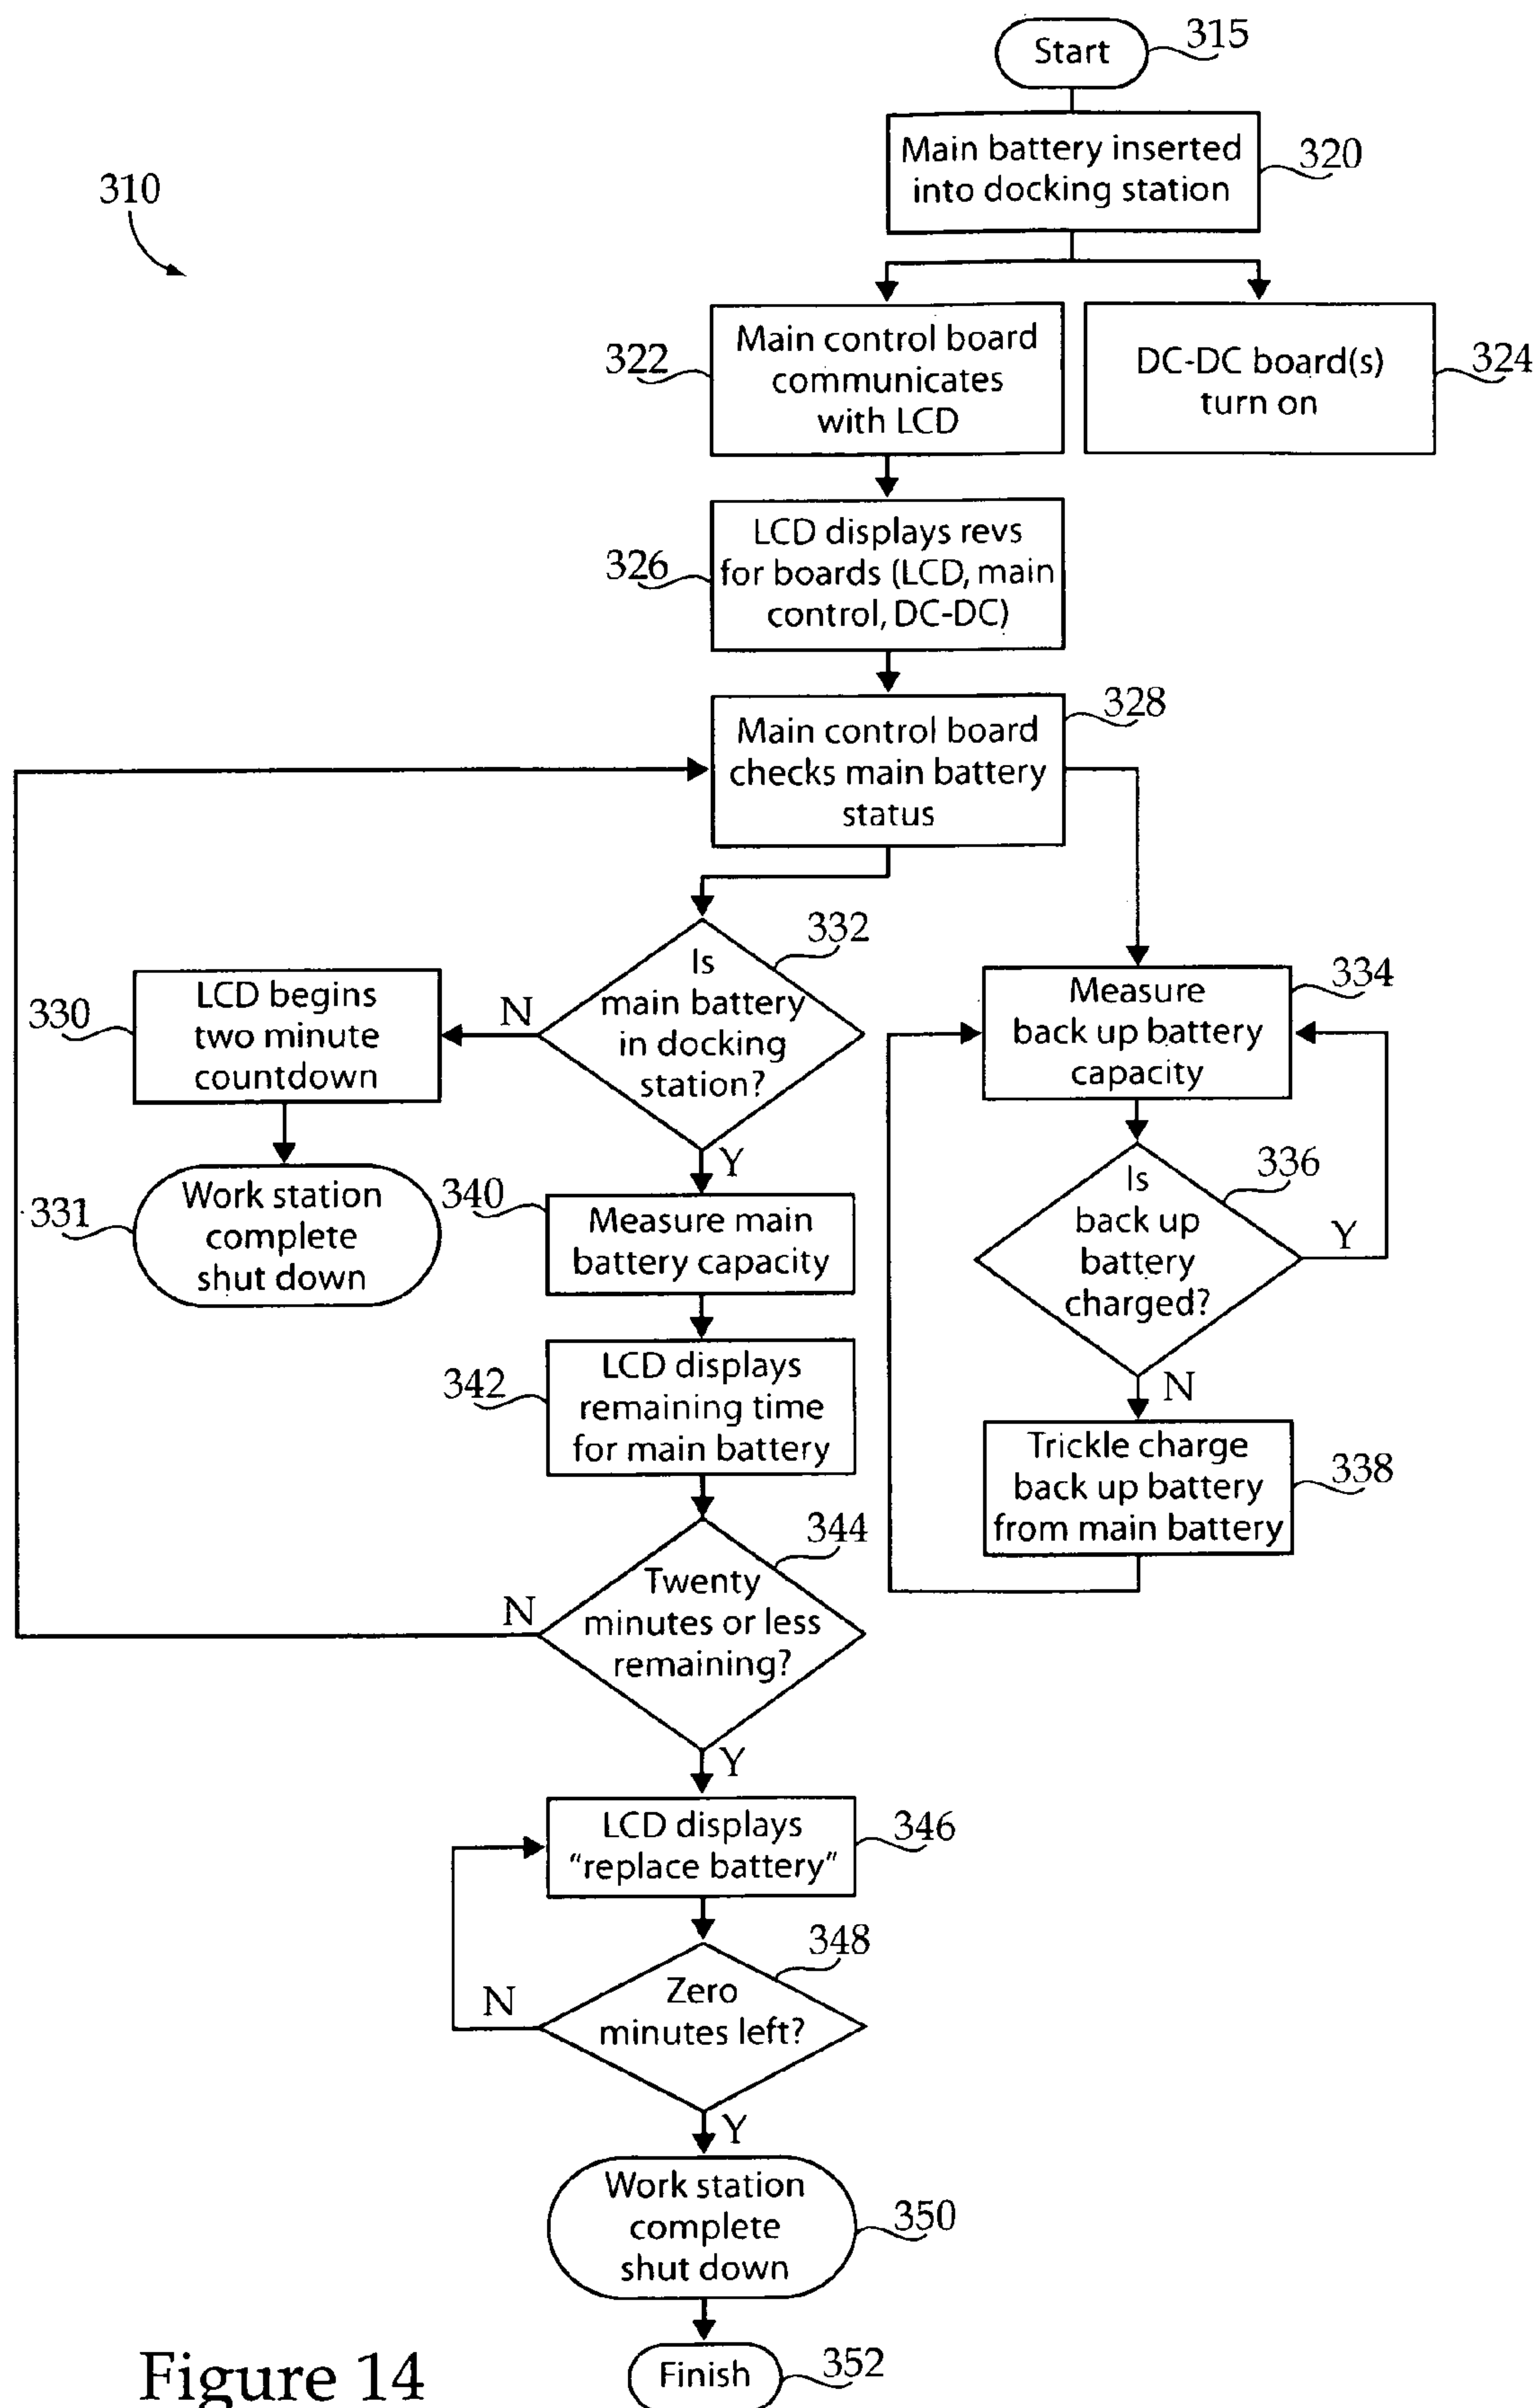 Start
315
Main battery inserted
into docking station
320
310
Main control board
communicates
with LCD
322
DC-DC board(s)
turn on
324
LCD displays revs
for boards (LCD, main
control, DC-DC)
326
Main control board
checks main battery
status
328
Is
main battery
in docking
station?
332
N
Y
LCD begins
two minute
countdown
330
Work station
complete
shut down
331
Measure
back up battery
capacity
334
Is
back up
battery
charged?
336
Y
N
Trickle charge
back up battery
from main battery
338
340
Measure main
battery capacity
LCD displays
remaining time
for main battery
342
Twenty
minutes or less
remaining?
344
N
Y
LCD displays
“replace battery”
346
Zero
minutes left?
348
N
Y
Work station
complete
shut down
350
Finish
352
Figure 14